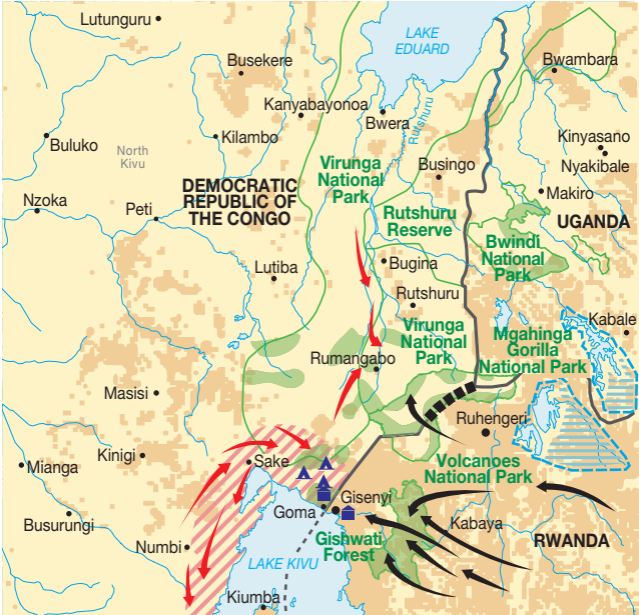 Lutunguru
LAKE
EDUARD
Busekere
Bwambara
Kanyabayonoa
Bwera
Rutshuru
Kinyasano
Buluko
North
Kivu
Kilambo
Nyakibale
Virunga
National
Park
Busingo
DEMOCRATIC
REPUBLIC OF
THE CONGO
Makiro
Nzoka
Peti
Rutshuru
Reserve
UGANDA
Bwindi
National
Park
Lutiba
Bugina
Rutshuru
Kabale
Virunga
National
Park
Mgahinga
Gorilla
National Park
Rumangabo
Masisi
Ruhengeri
Kinigi
Sake
Mianga
Volcanoes
National Park
Goma
Gisenyi
Busurungi
Kabaya
Numbi
Gishwati
Forest
RWANDA
LAKE KIVU
Kiumba